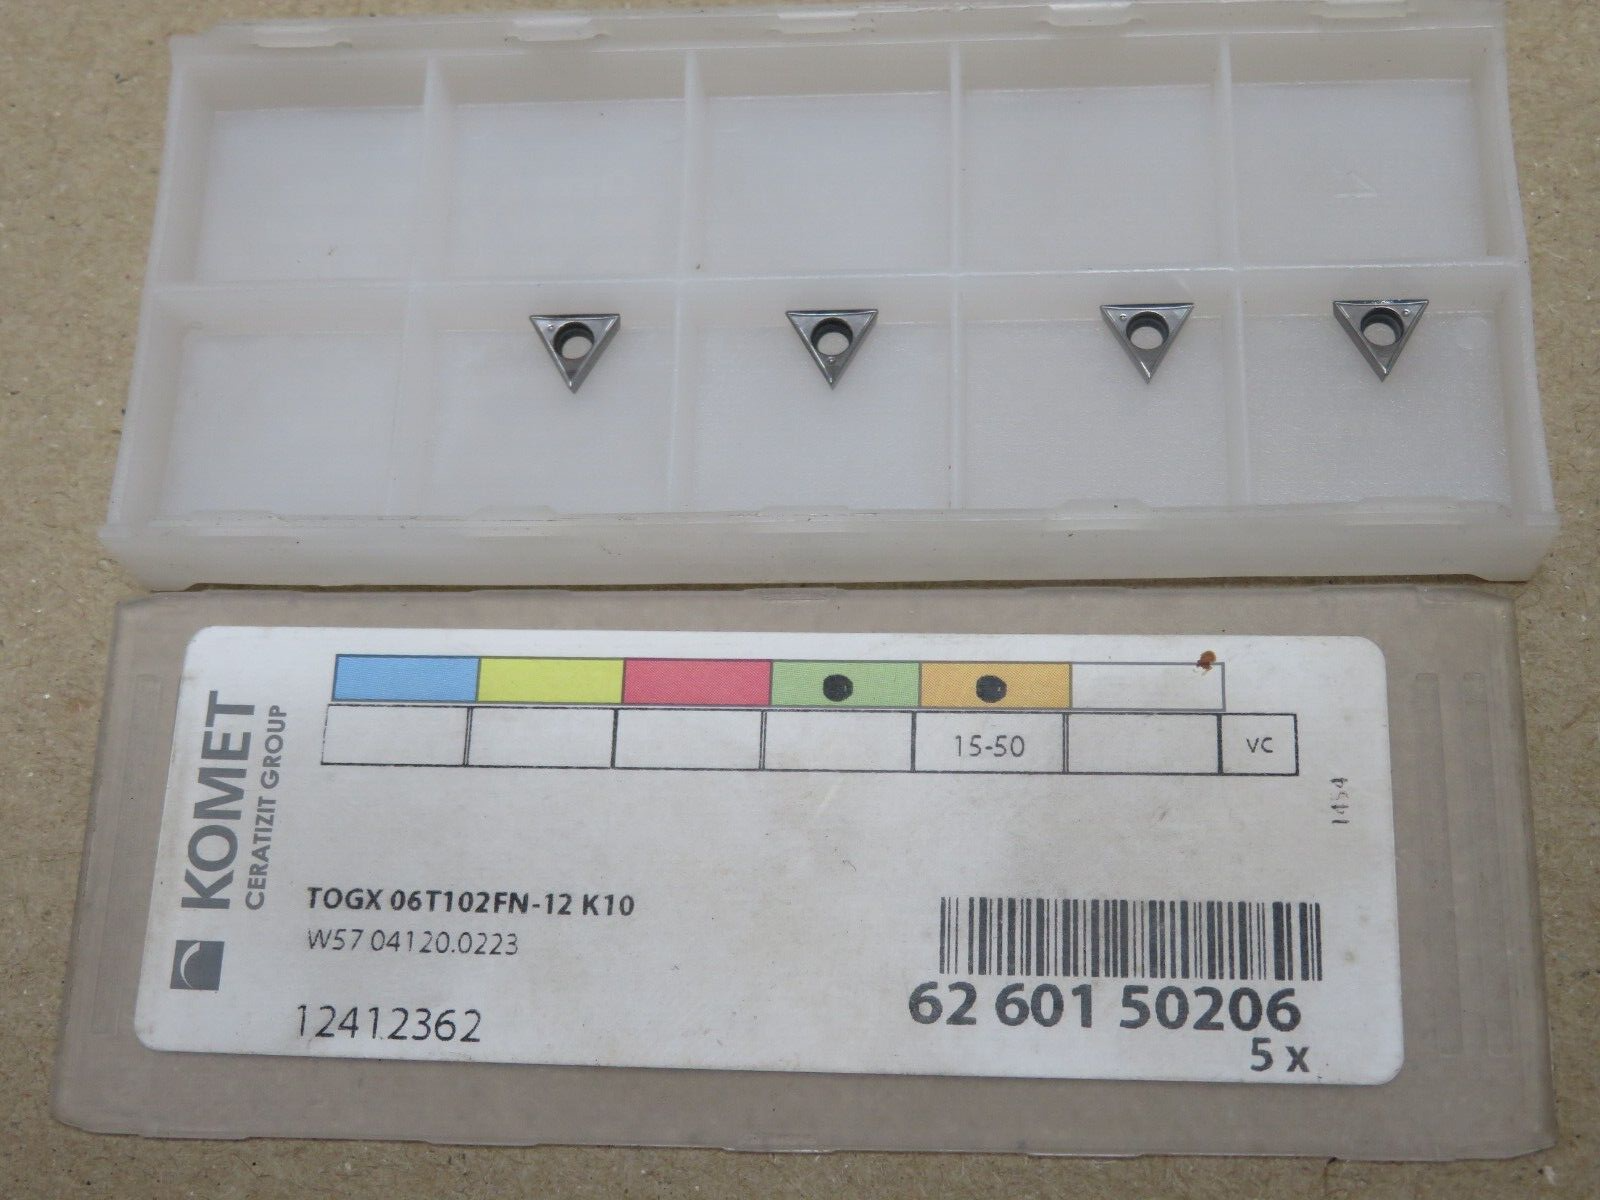 KOMET
CERATIZIT GROUP
15-50
VC
1454
TOGX 06T102FN-12 K10
W57 04120.0223
12412362
62 601 50206
5 x